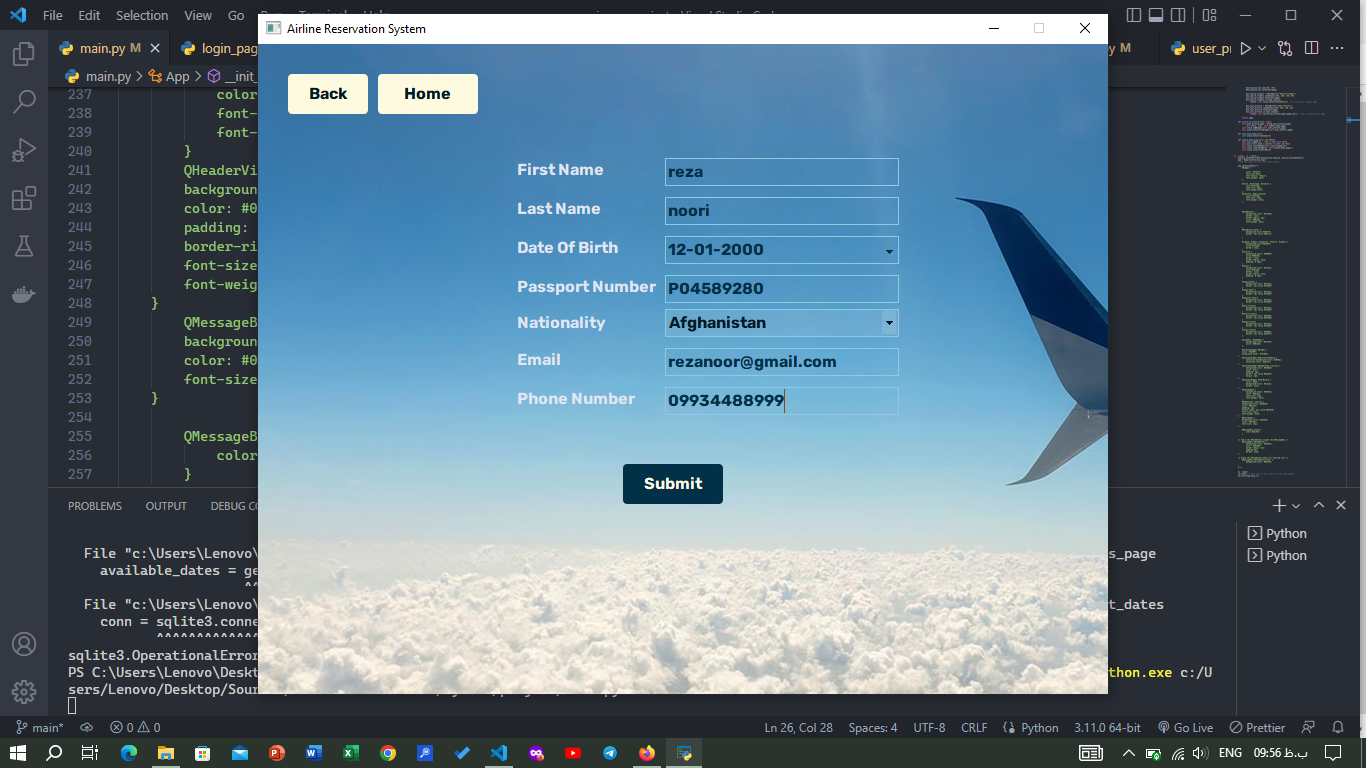 File Edit Selection View Go
Airline Reservation System
main.py M
login_pag
y M
user_pr
main.py > App > __init_
Back
Home
237 color
238 font-
239 font-
240 }
241 QHeaderVi
242 backgroun
243 color: #0
244 padding:
245 border-ri
246 font-size
247 font-weig
248 }
249 QMessageB
250 backgroun
251 color: #0
252 font-size
253 }
254
255 QMessageB
256 color
257 }
First Name reza
Last Name noori
Date Of Birth 12-01-2000
Passport Number P04589280
Nationality Afghanistan
Email rezanoor@gmail.com
Phone Number 09934488999
Submit
PROBLEMS OUTPUT DEBUG CO
Python
Python
File "c:\Users\Lenovo\ s_page
available_dates = ge
^^
File "c:\Users\Lenovo\ t_dates
conn = sqlite3.conne
^^^^^^^^^^^^^^
sqlite3.OperationalError
PS C:\Users\Lenovo\Deskt thon.exe c:/U
sers/Lenovo/Desktop/Sour
main* 0 0 Ln 26, Col 28 Spaces: 4 UTF-8 CRLF Python 3.11.0 64-bit Go Live Prettier
ENG 09:56 ب.ظ